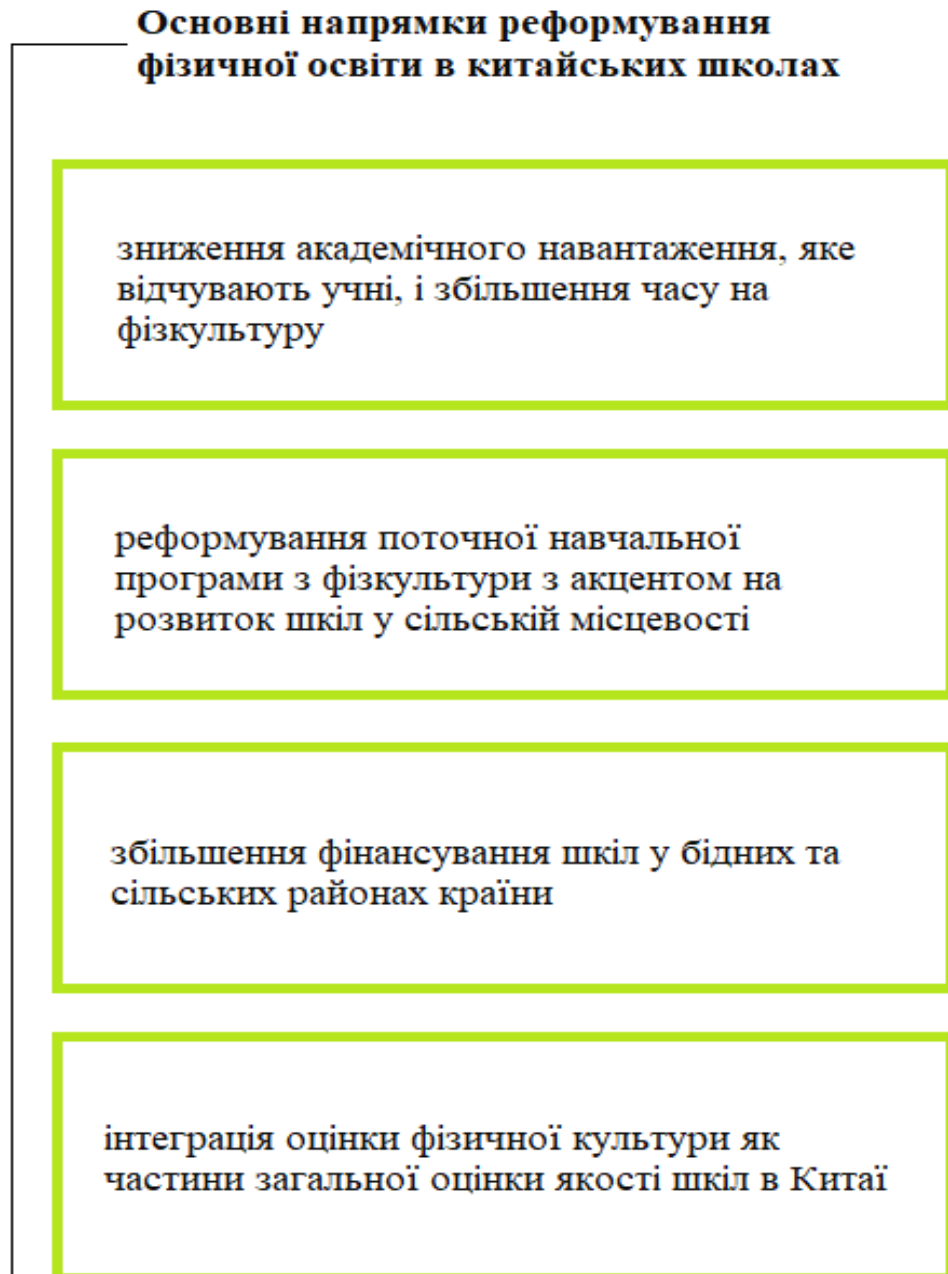 Основні напрямки реформування
фізичної освіти в китайських школах
зниження академічного навантаження, яке
відчувають учні, і збільшення часу на
фізкультуру
реформування поточної навчальної
програми з фізкультури з акцентом на
розвиток шкіл у сільській місцевості
збільшення фінансування шкіл у бідних та
сільських районах країни
інтеграція оцінки фізичної культури як
частини загальної оцінки якості шкіл в Китаї